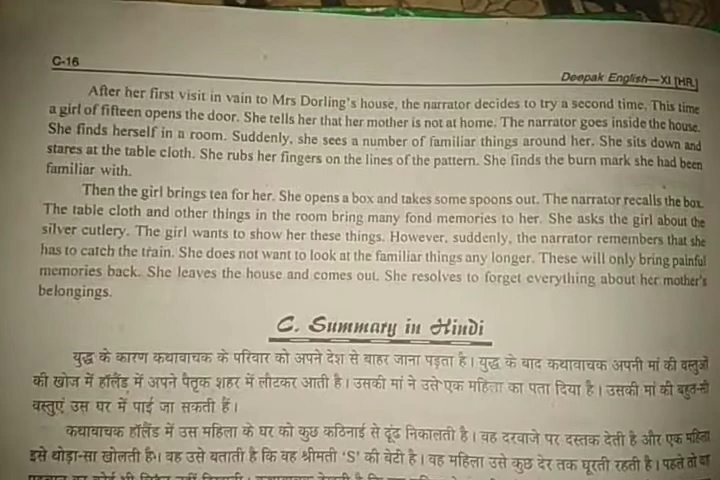 C-16
Deepak English—XI [HR]
After her first visit in vain to Mrs Dorling's house, the narrator decides to try a second time. This time
a girl of fifteen opens the door. She tells her that her mother is not at home. The narrator goes inside the house.
She finds herself in a room. Suddenly, she sees a number of familiar things around her. She sits down and
stares at the table cloth. She rubs her fingers on the lines of the pattern. She finds the burn mark she had been
familiar with.
Then the girl brings tea for her. She opens a box and takes some spoons out. The narrator recalls the box.
The table cloth and other things in the room bring many fond memories to her. She asks the girl about the
silver cutlery. The girl wants to show her these things. However, suddenly, the narrator remembers that she
has to catch the train. She does not want to look at the familiar things any longer. These will only bring painful
memories back. She leaves the house and comes out. She resolves to forget everything about her mother's
belongings.
C. Summary in Hindi
युद्ध के कारण कथावाचक के परिवार को अपने देश से बाहर जाना पड़ता है। युद्ध के बाद कथावाचक अपनी मां की वस्तुओं
की खोज में हॉलैंड में अपने पैतृक शहर में लौटकर आती है। उसकी मां ने उसे एक महिला का पता दिया है। उसकी मां की बहुत-सी
वस्तुएं उस घर में पाई जा सकती हैं।
कथावाचक हॉलैंड में उस महिला के घर को कुछ कठिनाई से ढूंढ निकालती है। वह दरवाजे पर दस्तक देती है और एक महिला
इसे थोड़ा-सा खोलती है। वह उसे बताती है कि वह श्रीमती 'S' की बेटी है। वह महिला उसे कुछ देर तक घूरती रहती है। पहले तो वह